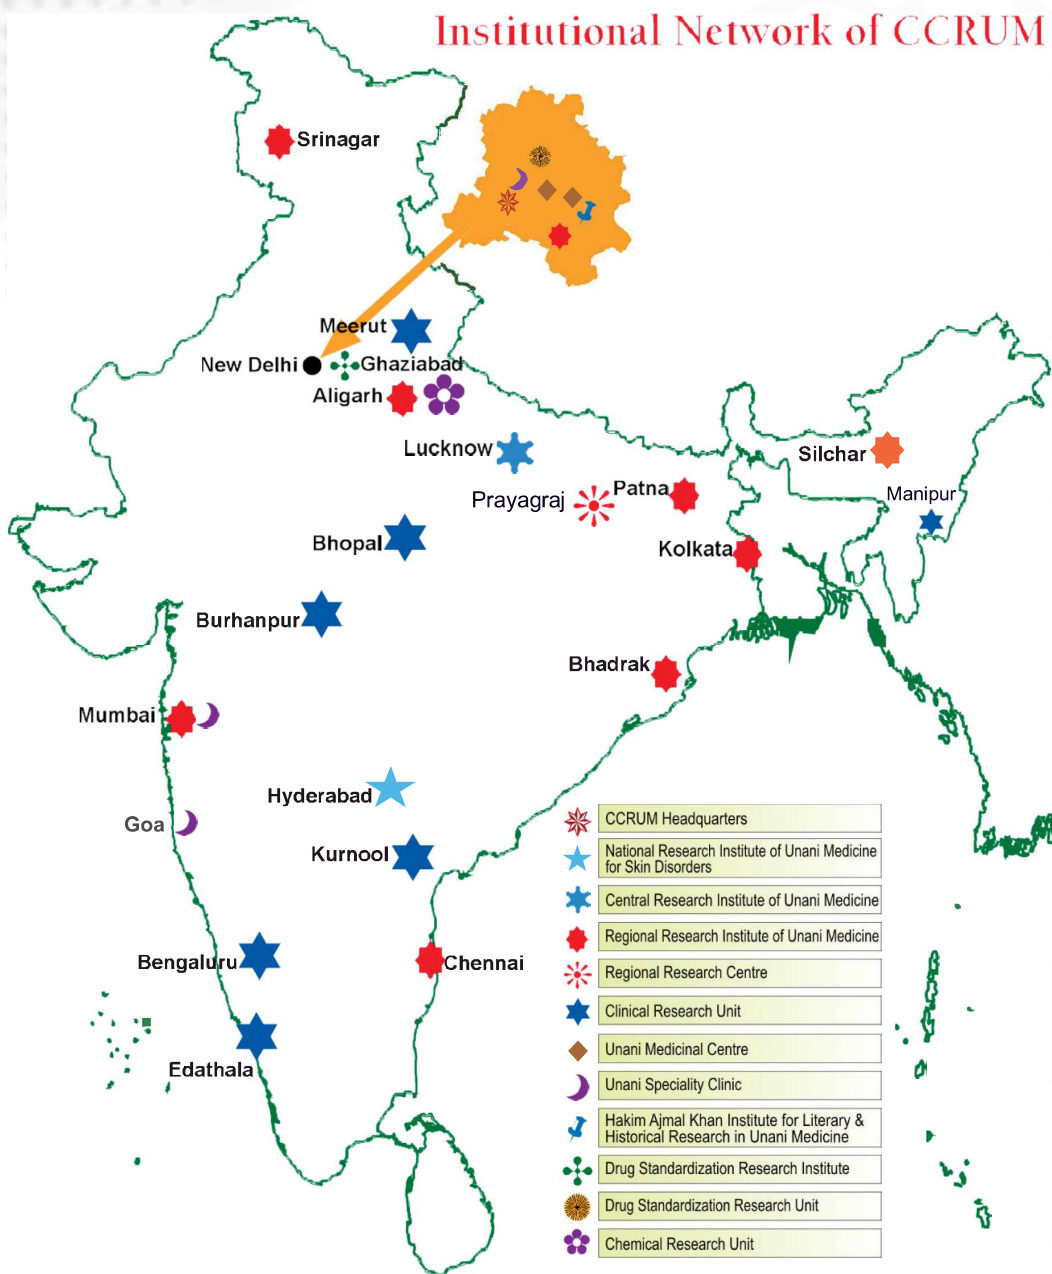 Institutional Network of CCRUM
Srinagar
Meerut
New Delhi
Ghaziabad
Aligarh
Lucknow
Silchar
Prayagraj
Patna
Manipur
Bhopal
Kolkata
Burhanpur
Bhadrak
Mumbai
Hyderabad
Goa
Kurnool
Bengaluru
Chennai
Edathala
CCRUM Headquarters
National Research Institute of Unani Medicine
for Skin Disorders
Central Research Institute of Unani Medicine
Regional Research Institute of Unani Medicine
Regional Research Centre
Clinical Research Unit
Unani Medicinal Centre
Unani Speciality Clinic
Hakim Ajmal Khan Institute for Literary &
Historical Research in Unani Medicine
Drug Standardization Research Institute
Drug Standardization Research Unit
Chemical Research Unit